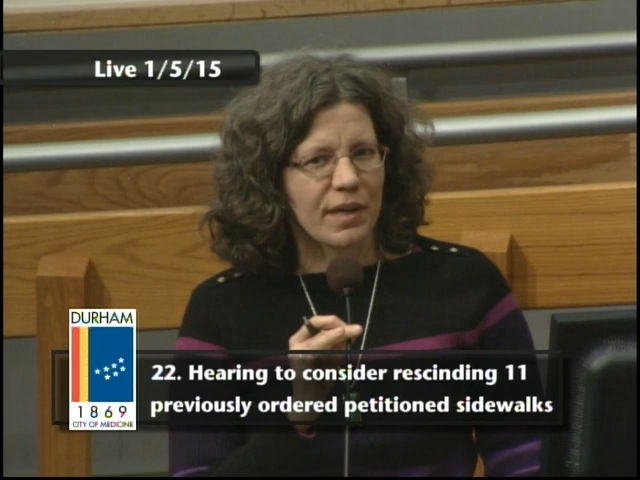 Live 1/5/15
DURHAM
1869
CITY OF MEDICINE
22. Hearing to consider rescinding 11
previously ordered petitioned sidewalks